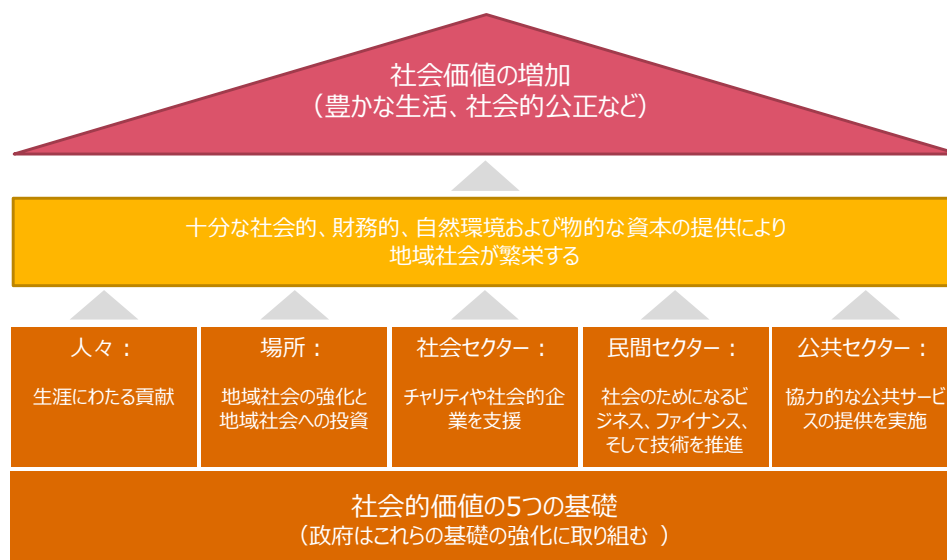 社会価値の増加
（豊かな生活、社会的公正など）
十分な社会的、財務的、自然環境および物的な資本の提供により
地域社会が繁栄する
人々：
生涯にわたる貢献
場所：
地域社会の強化と
地域社会への投資
社会セクター：
チャリティや社会的企
業を支援
民間セクター：
社会のためになるビ
ジネス、ファイナンス、
そして技術を推進
公共セクター：
協力的な公共サービ
スの提供を実施
社会的価値の5つの基礎
（政府はこれらの基礎の強化に取り組む ）